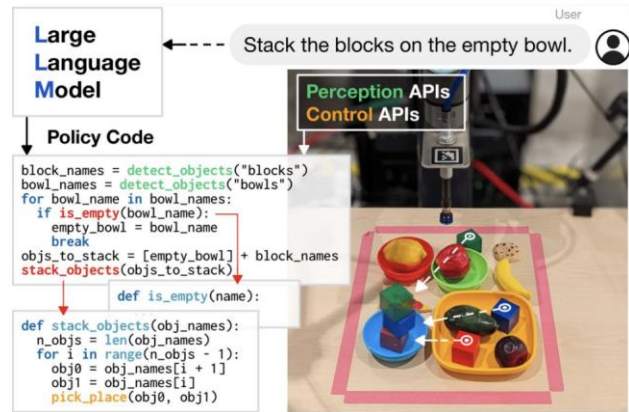 User
Large
Language
Model
Stack the blocks on the empty bowl.
Perception APIs
Control APIs
Policy Code
block_names = detect_objects("blocks")
bowl_names = detect_objects("bowls")
for bowl_name in bowl_names:
if is_empty(bowl_name):
empty_bowl = bowl_name
break
objs_to_stack = [empty_bowl] + block_names
stack_objects(objs_to_stack)
def is_empty(name):
def stack_objects(obj_names):
n_objs = len(obj_names)
for i in range(n_objs - 1):
obj0 = obj_names[i + 1]
obj1 = obj_names[i]
pick_place(obj0, obj1)